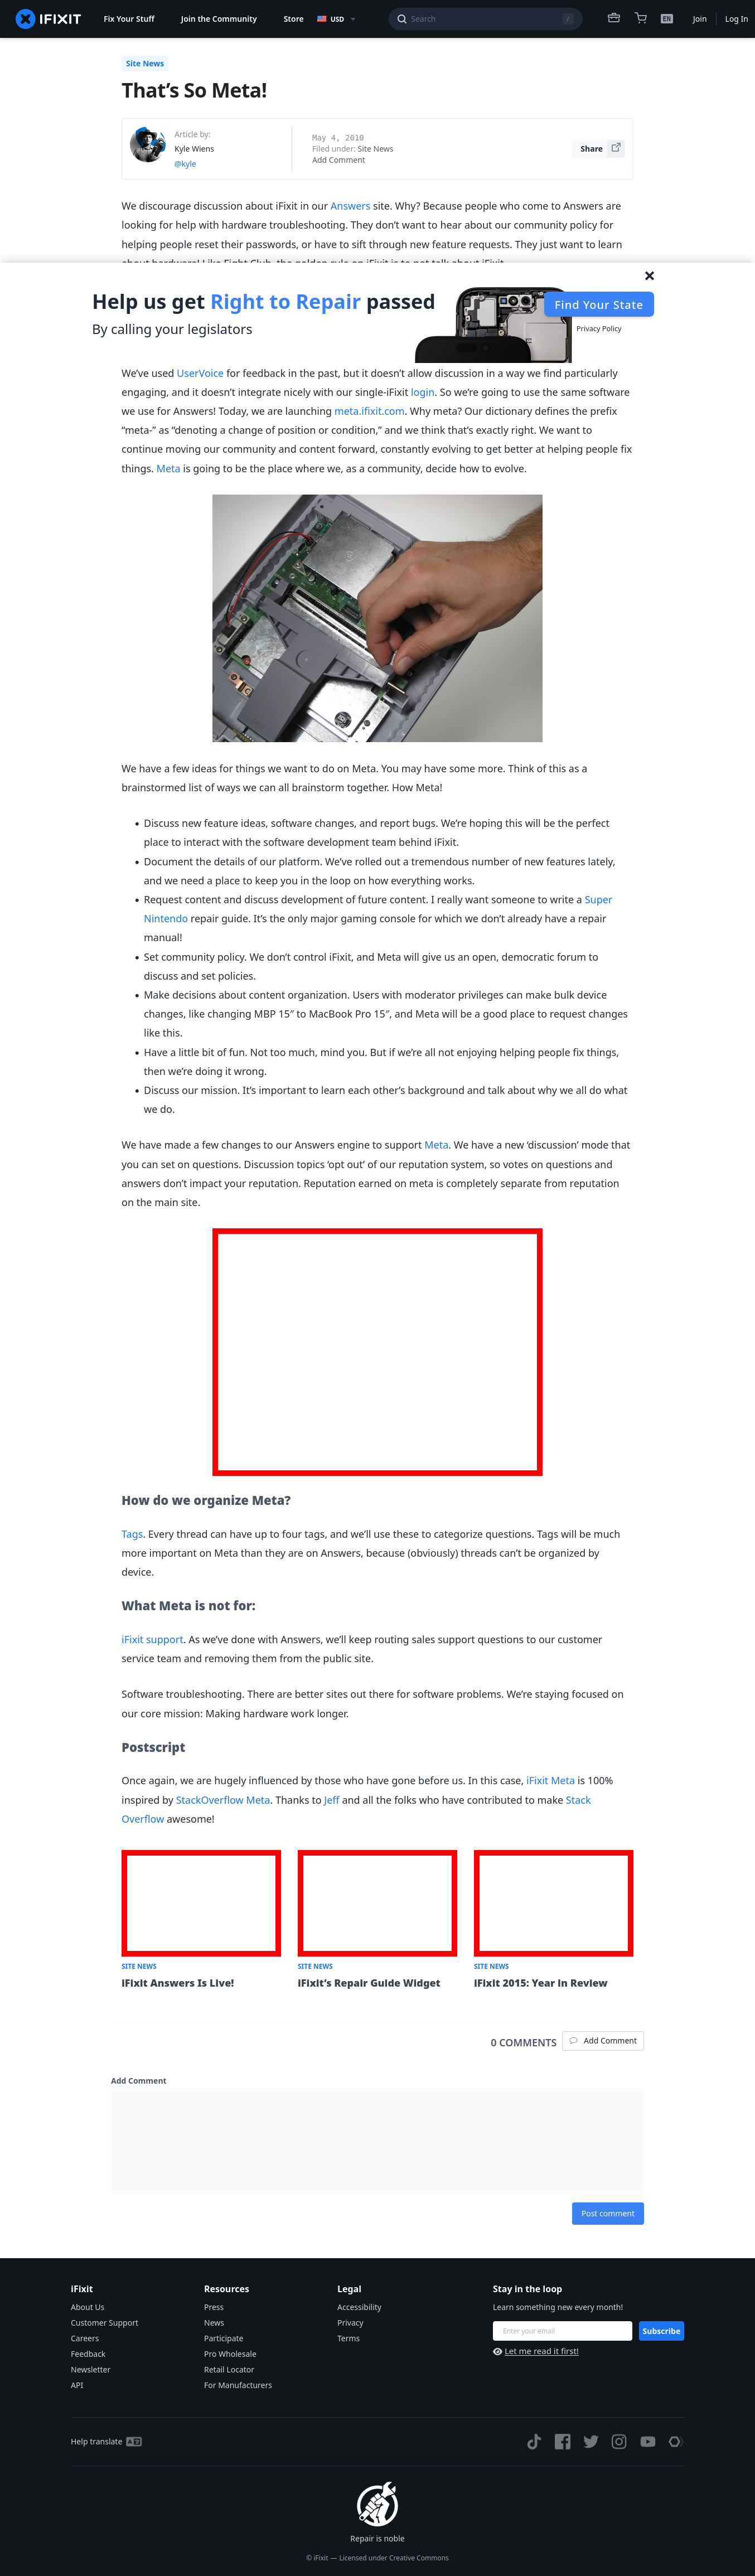 IFIXIT
Fix Your Stuff
Join the Community
Store
USD
Search
/
EN
Join
Log In
Site News
That’s So Meta!
Article by:
Kyle Wiens
@kyle
May 4, 2010
Filed under: Site News
Add Comment
Share
We discourage discussion about iFixit in our Answers site. Why? Because people who come to Answers are
looking for help with hardware troubleshooting. They don’t want to hear about our community policy for
helping people reset their passwords, or have to sift through new feature requests. They just want to learn
about hardware! Like Fight Club, the golden rule on iFixit is to not talk about iFixit.
Help us get Right to Repair passed
By calling your legislators
Find Your State
Privacy Policy
We’ve used UserVoice for feedback in the past, but it doesn’t allow discussion in a way we find particularly
engaging, and it doesn’t integrate nicely with our single-iFixit login. So we’re going to use the same software
we use for Answers! Today, we are launching meta.ifixit.com. Why meta? Our dictionary defines the prefix
“meta-” as “denoting a change of position or condition,” and we think that’s exactly right. We want to
continue moving our community and content forward, constantly evolving to get better at helping people fix
things. Meta is going to be the place where we, as a community, decide how to evolve.
We have a few ideas for things we want to do on Meta. You may have some more. Think of this as a
brainstormed list of ways we can all brainstorm together. How Meta!
Discuss new feature ideas, software changes, and report bugs. We’re hoping this will be the perfect
place to interact with the software development team behind iFixit.
Document the details of our platform. We’ve rolled out a tremendous number of new features lately,
and we need a place to keep you in the loop on how everything works.
Request content and discuss development of future content. I really want someone to write a Super
Nintendo repair guide. It’s the only major gaming console for which we don’t already have a repair
manual!
Set community policy. We don’t control iFixit, and Meta will give us an open, democratic forum to
discuss and set policies.
Make decisions about content organization. Users with moderator privileges can make bulk device
changes, like changing MBP 15″ to MacBook Pro 15″, and Meta will be a good place to request changes
like this.
Have a little bit of fun. Not too much, mind you. But if we’re all not enjoying helping people fix things,
then we’re doing it wrong.
Discuss our mission. It’s important to learn each other’s background and talk about why we all do what
we do.
We have made a few changes to our Answers engine to support Meta. We have a new ‘discussion’ mode that
you can set on questions. Discussion topics ‘opt out’ of our reputation system, so votes on questions and
answers don’t impact your reputation. Reputation earned on meta is completely separate from reputation
on the main site.
How do we organize Meta?
Tags. Every thread can have up to four tags, and we’ll use these to categorize questions. Tags will be much
more important on Meta than they are on Answers, because (obviously) threads can’t be organized by
device.
What Meta is not for:
iFixit support. As we’ve done with Answers, we’ll keep routing sales support questions to our customer
service team and removing them from the public site.
Software troubleshooting. There are better sites out there for software problems. We’re staying focused on
our core mission: Making hardware work longer.
Postscript
Once again, we are hugely influenced by those who have gone before us. In this case, iFixit Meta is 100%
inspired by StackOverflow Meta. Thanks to Jeff and all the folks who have contributed to make Stack
Overflow awesome!
SITE NEWS
iFixit Answers Is Live!
SITE NEWS
iFixit’s Repair Guide Widget
SITE NEWS
iFixit 2015: Year in Review
0 COMMENTS
Add Comment
Add Comment
Post comment
iFixit
About Us
Customer Support
Careers
Feedback
Newsletter
API
Resources
Press
News
Participate
Pro Wholesale
Retail Locator
For Manufacturers
Legal
Accessibility
Privacy
Terms
Stay in the loop
Learn something new every month!
Enter your email
Subscribe
Let me read it first!
Help translate
Repair is noble
© iFixit — Licensed under Creative Commons